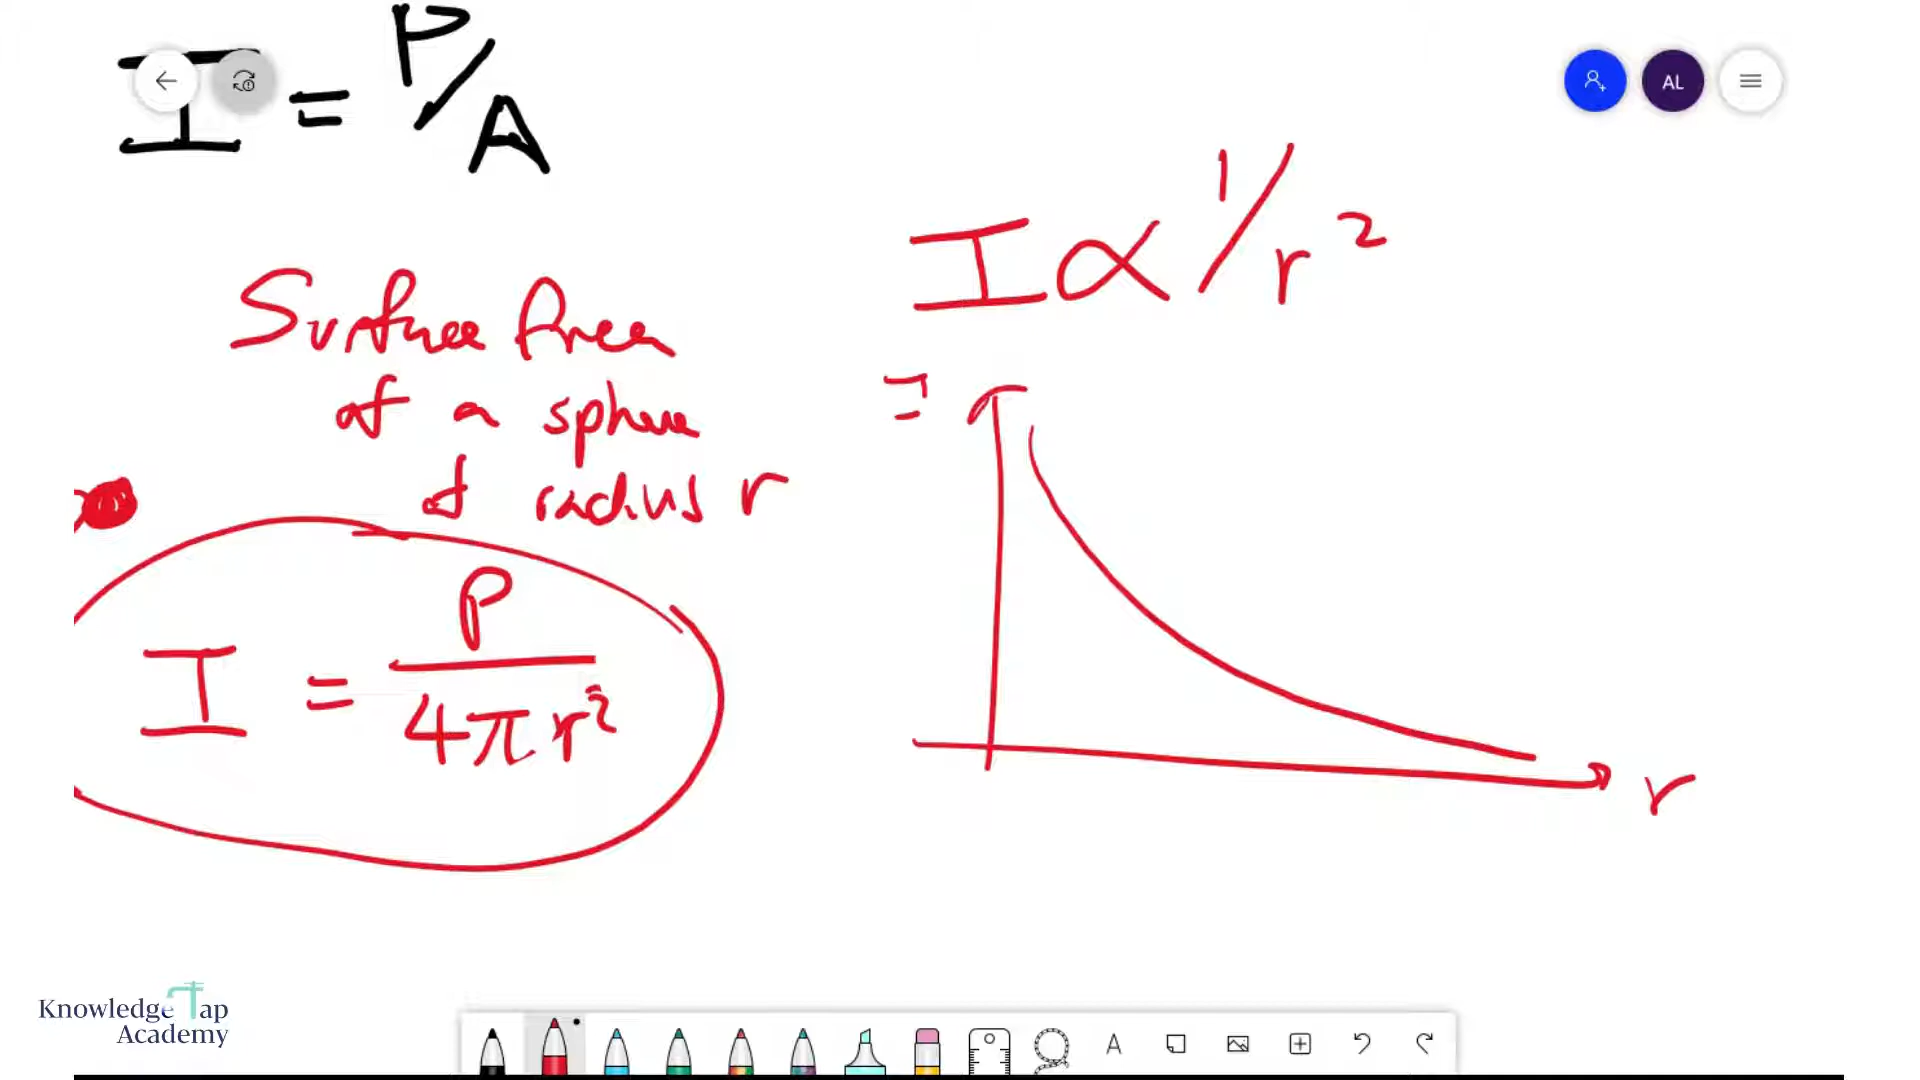 I = P/A
AL
I ∝ 1/r²
Surface Area
of a sphere
of radius r
I
I = P/4πr²
r
Knowledge Tap
Academy
A